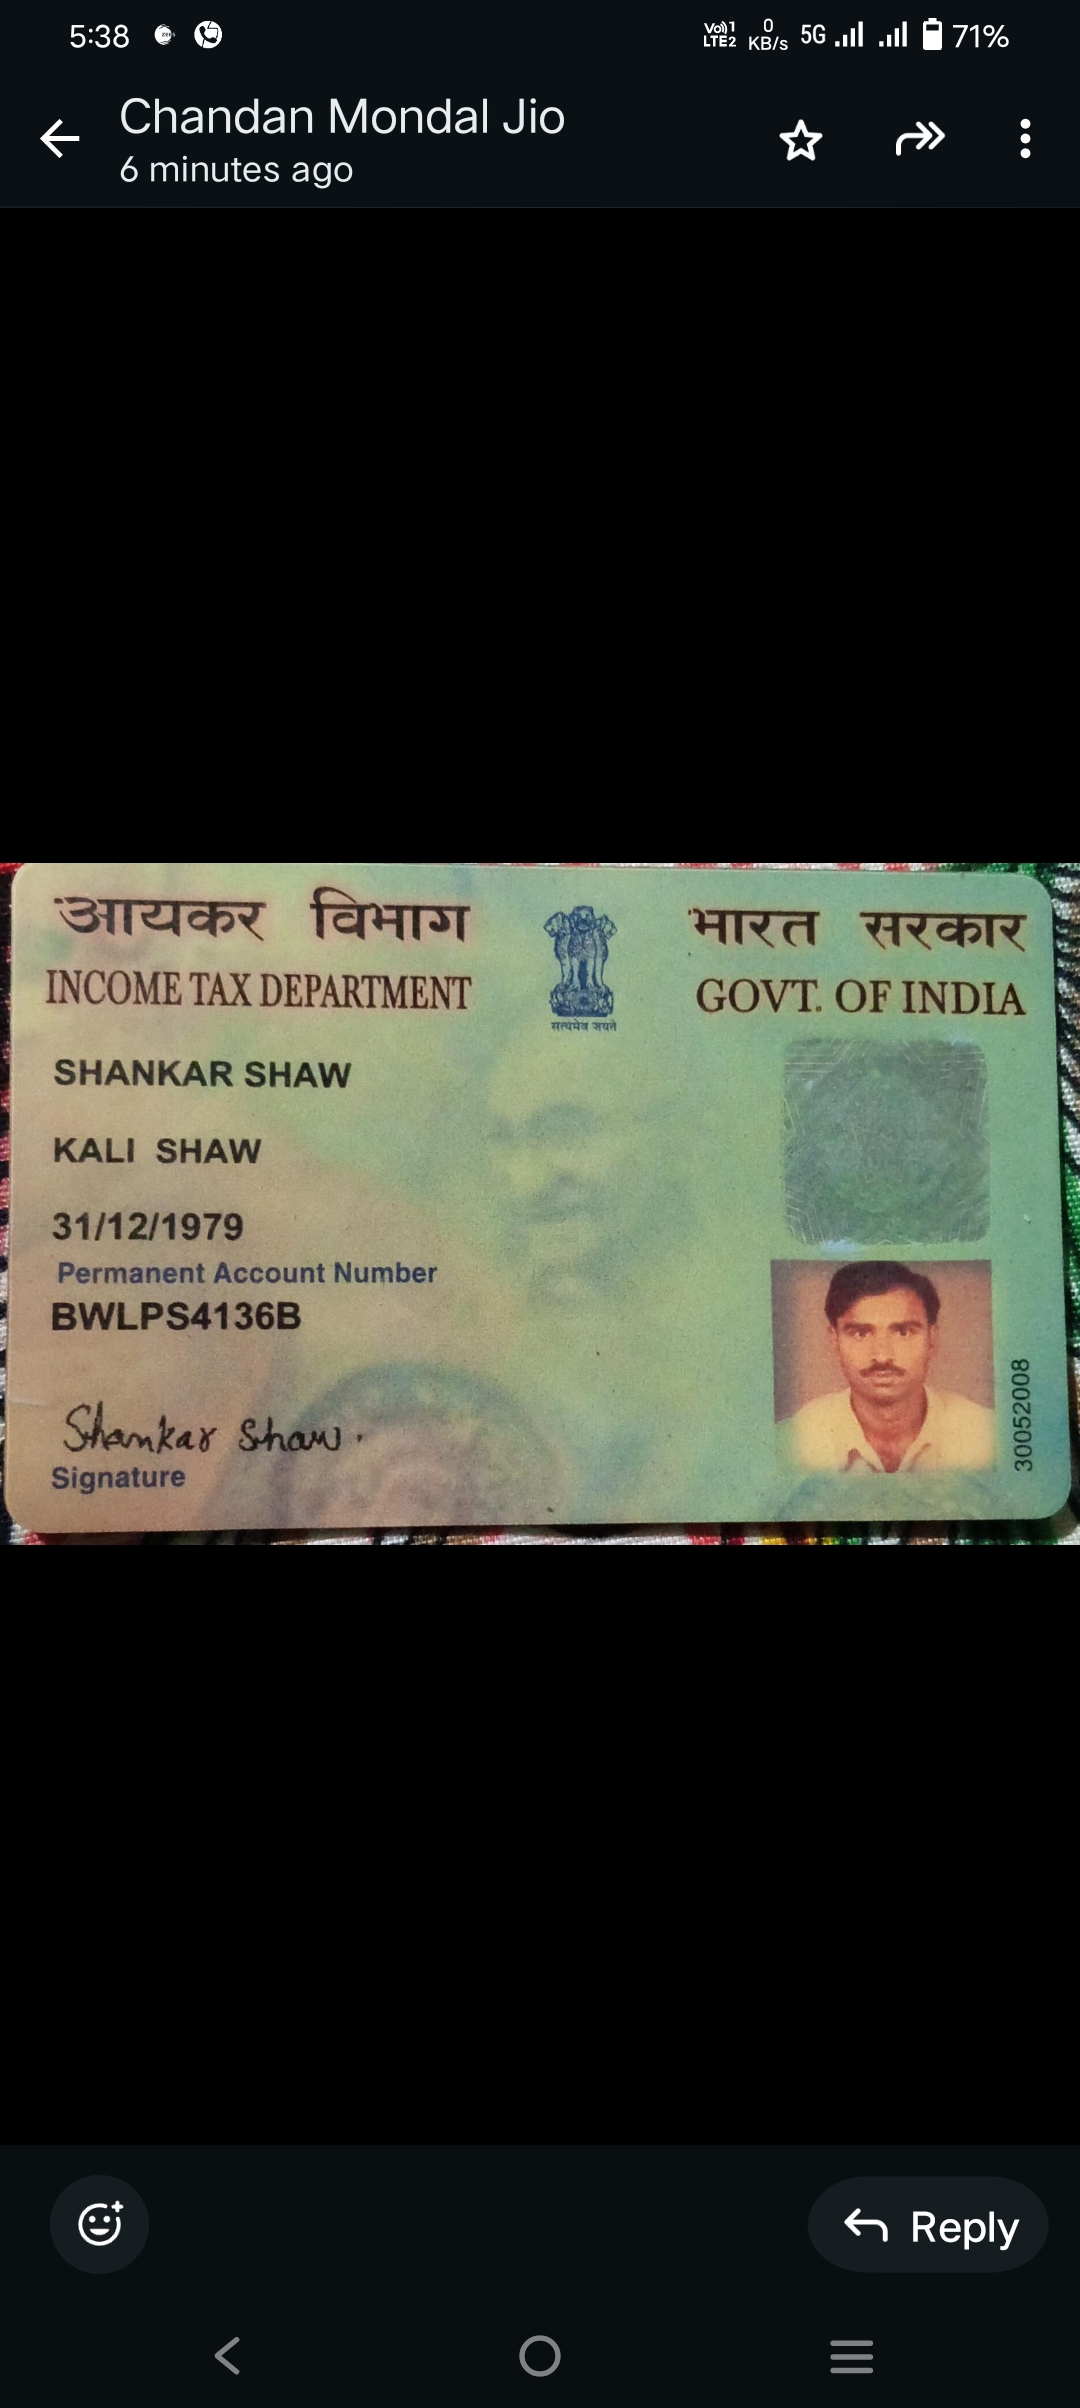 5:38
Vo)) 1 LTE2 0 KB/s 5G 71%
Chandan Mondal Jio
6 minutes ago
आयकर विभाग भारत सरकार
INCOME TAX DEPARTMENT GOVT. OF INDIA
सत्यमेव जयते
SHANKAR SHAW
KALI SHAW
31/12/1979
Permanent Account Number
BWLPS4136B
Shankar Shaw.
Signature
30052008
Reply